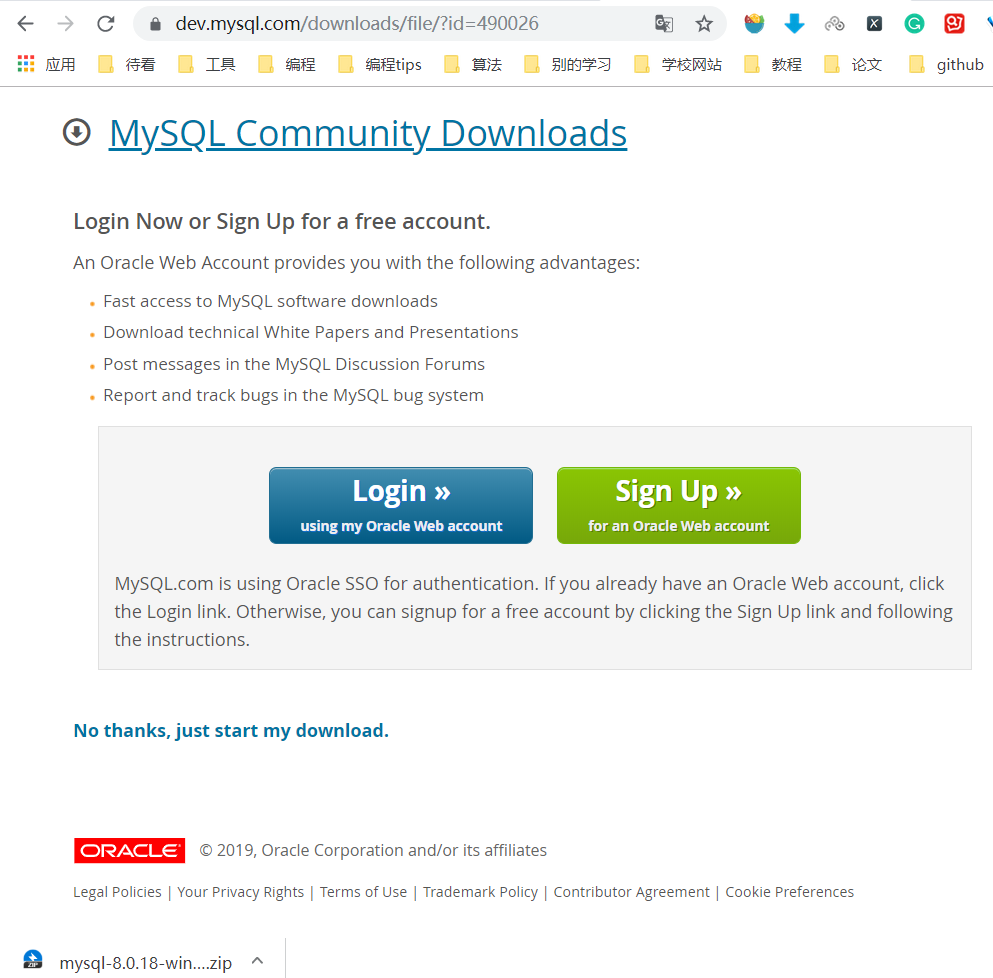 dev.mysql.com/downloads/file/?id=490026
应用 待看 工具 编程 编程tips 算法 别的学习 学校网站 教程 论文 github
MySQL Community Downloads
Login Now or Sign Up for a free account.
An Oracle Web Account provides you with the following advantages:
Fast access to MySQL software downloads
Download technical White Papers and Presentations
Post messages in the MySQL Discussion Forums
Report and track bugs in the MySQL bug system
Login » Sign Up »
using my Oracle Web account for an Oracle Web account
MySQL.com is using Oracle SSO for authentication. If you already have an Oracle Web account, click
the Login link. Otherwise, you can signup for a free account by clicking the Sign Up link and following
the instructions.
No thanks, just start my download.
ORACLE © 2019, Oracle Corporation and/or its affiliates
Legal Policies | Your Privacy Rights | Terms of Use | Trademark Policy | Contributor Agreement | Cookie Preferences
ZIP mysql-8.0.18-win....zip